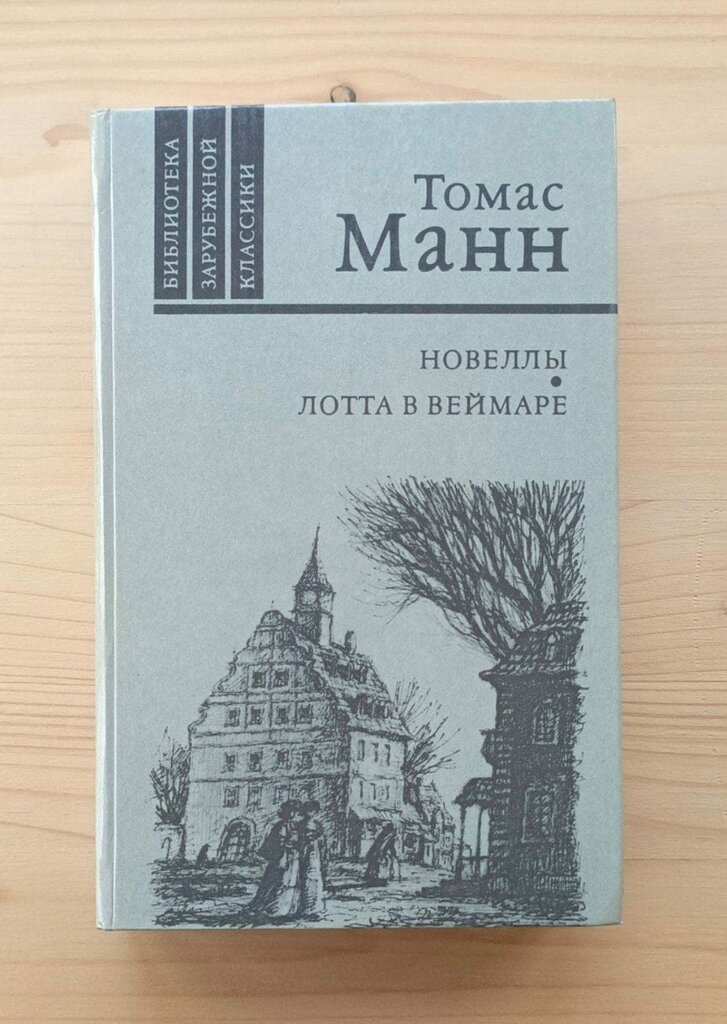 БИБЛИОТЕКА
ЗАРУБЕЖНОЙ
КЛАССИКИ
Томас
Манн
НОВЕЛЛЫ
•
ЛОТТА В ВЕЙМАРЕ